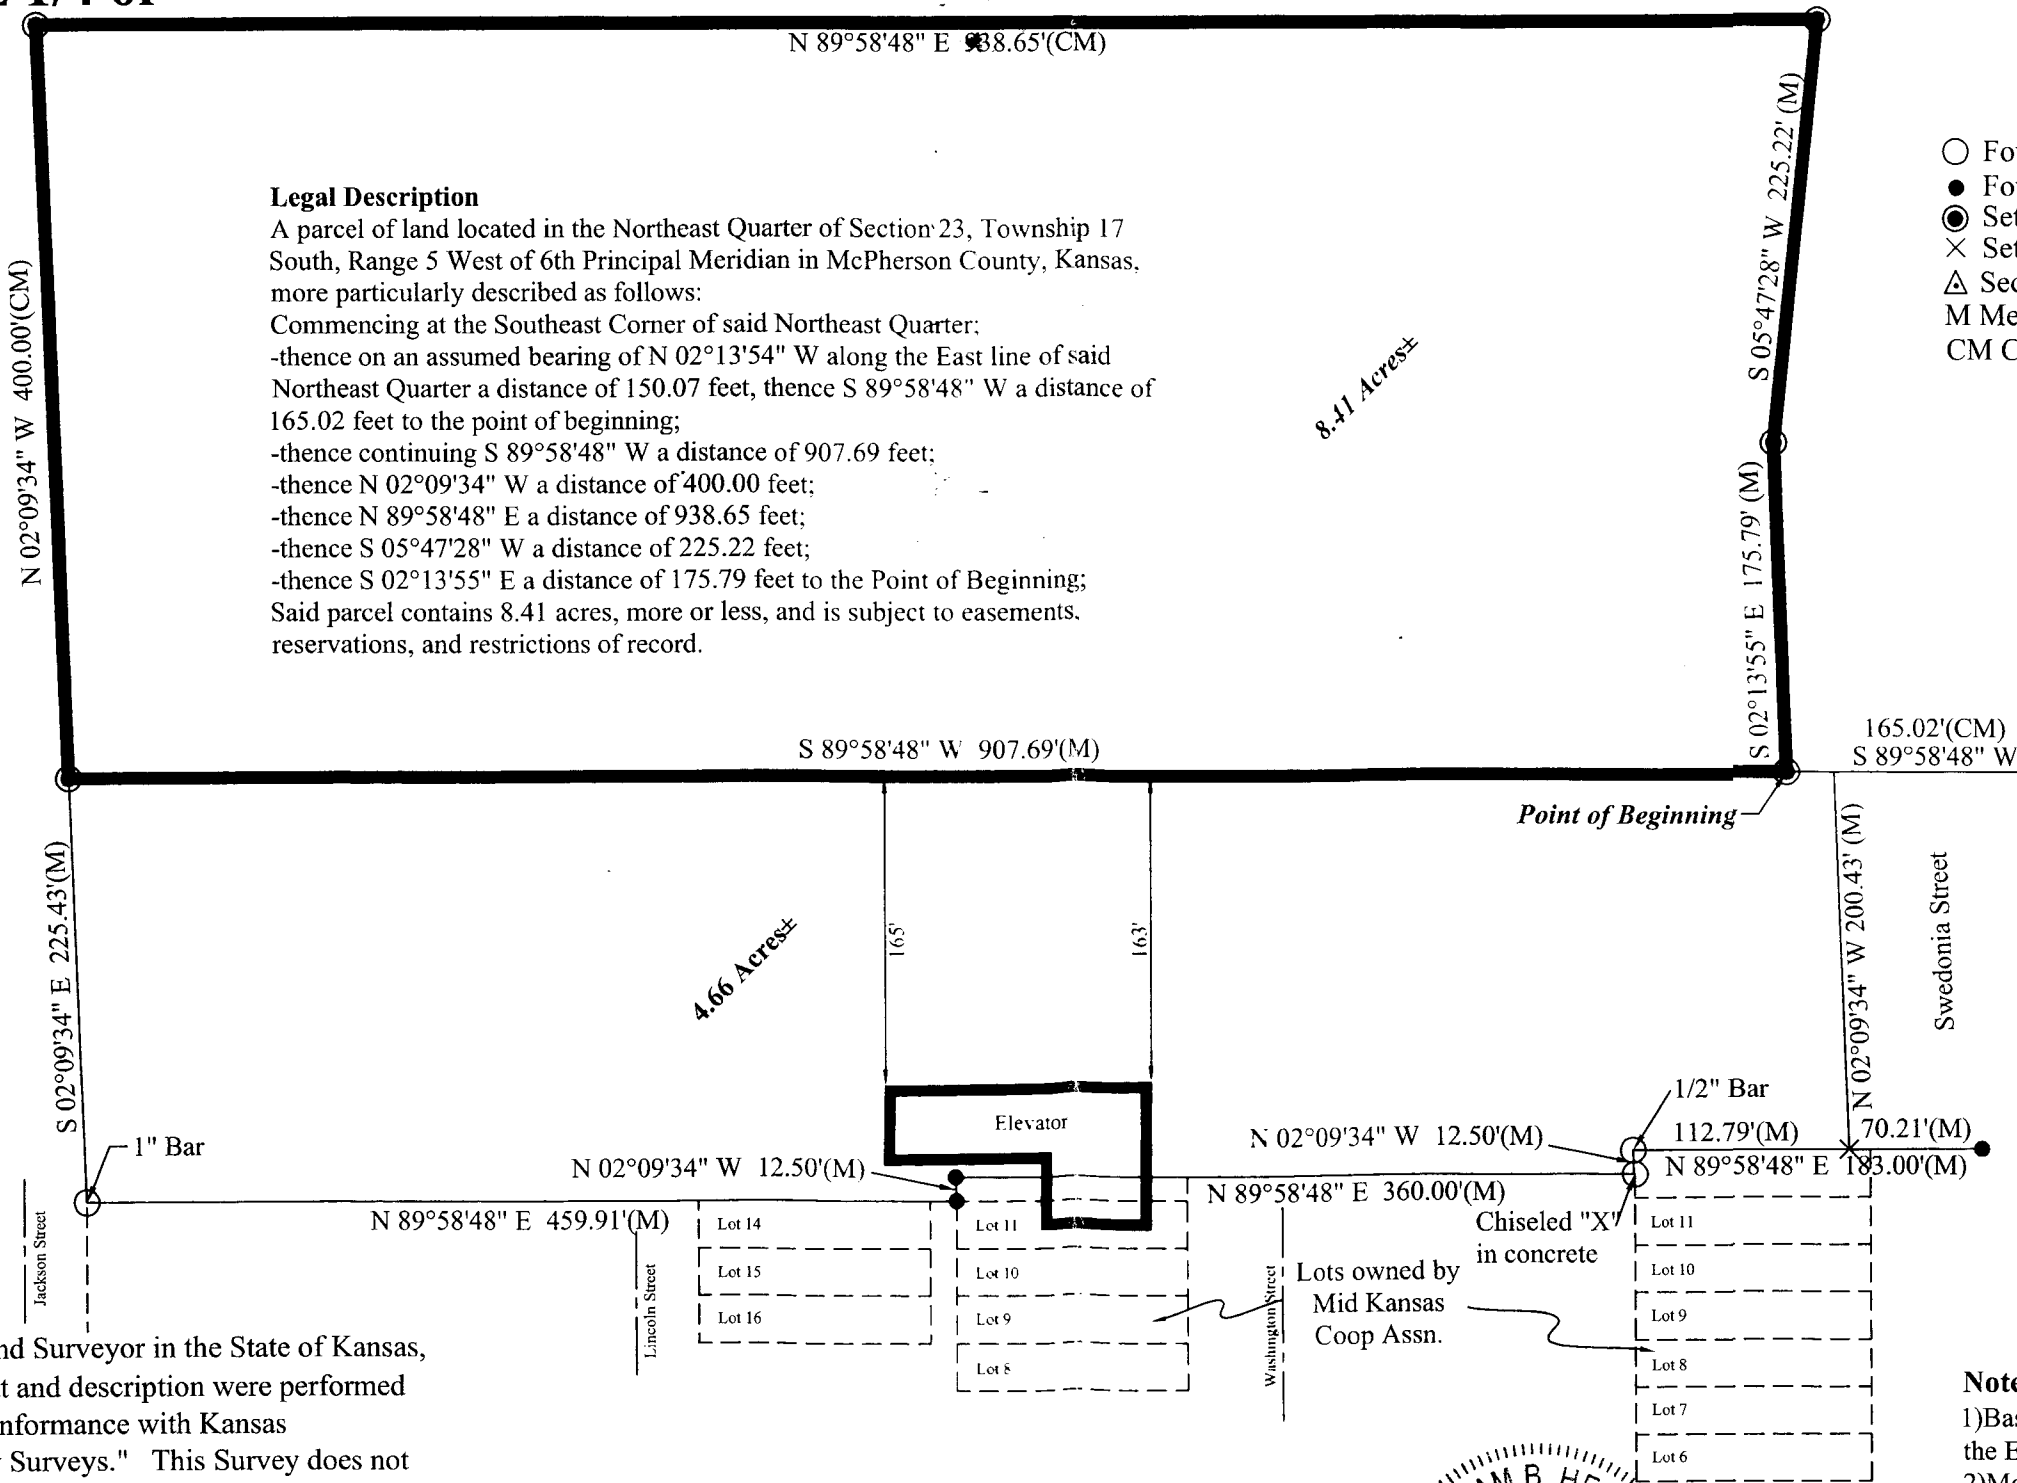 N 89°58'48" E 938.65'(CM)
N 02°09'34" W 400.00'(CM)
S 05°47'28" W 225.22' (M)
S 02°13'55" E 175.79' (M)
Legal Description
A parcel of land located in the Northeast Quarter of Section 23, Township 17
South, Range 5 West of 6th Principal Meridian in McPherson County, Kansas,
more particularly described as follows:
Commencing at the Southeast Corner of said Northeast Quarter;
-thence on an assumed bearing of N 02°13'54" W along the East line of said
Northeast Quarter a distance of 150.07 feet, thence S 89°58'48" W a distance of
165.02 feet to the point of beginning;
-thence continuing S 89°58'48" W a distance of 907.69 feet;
-thence N 02°09'34" W a distance of 400.00 feet;
-thence N 89°58'48" E a distance of 938.65 feet;
-thence S 05°47'28" W a distance of 225.22 feet;
-thence S 02°13'55" E a distance of 175.79 feet to the Point of Beginning;
Said parcel contains 8.41 acres, more or less, and is subject to easements,
reservations, and restrictions of record.
8.41 Acres±
M
CM
165.02'(CM)
S 89°58'48" W
S 89°58'48" W 907.69'(M)
Point of Beginning
S 02°09'34" E 225.43'(M)
4.66 Acres±
165'
163'
N 02°09'34" W 200.43' (M)
Swedonia Street
1" Bar
Elevator
1/2" Bar
N 02°09'34" W 12.50'(M)
112.79'(M)
70.21'(M)
N 02°09'34" W 12.50'(M)
N 89°58'48" E 183.00'(M)
N 89°58'48" E 459.91'(M)
N 89°58'48" E 360.00'(M)
Chiseled "X"
in concrete
Jackson Street
Lincoln Street
Washington Street
Lot 14
Lot 15
Lot 16
Lot 11
Lot 10
Lot 9
Lot 8
Lots owned by
Mid Kansas
Coop Assn.
Lot 11
Lot 10
Lot 9
Lot 8
Lot 7
Lot 6
Surveyor in the State of Kansas,
and description were performed
with Kansas
Surveys." This Survey does not
1)
the
2)